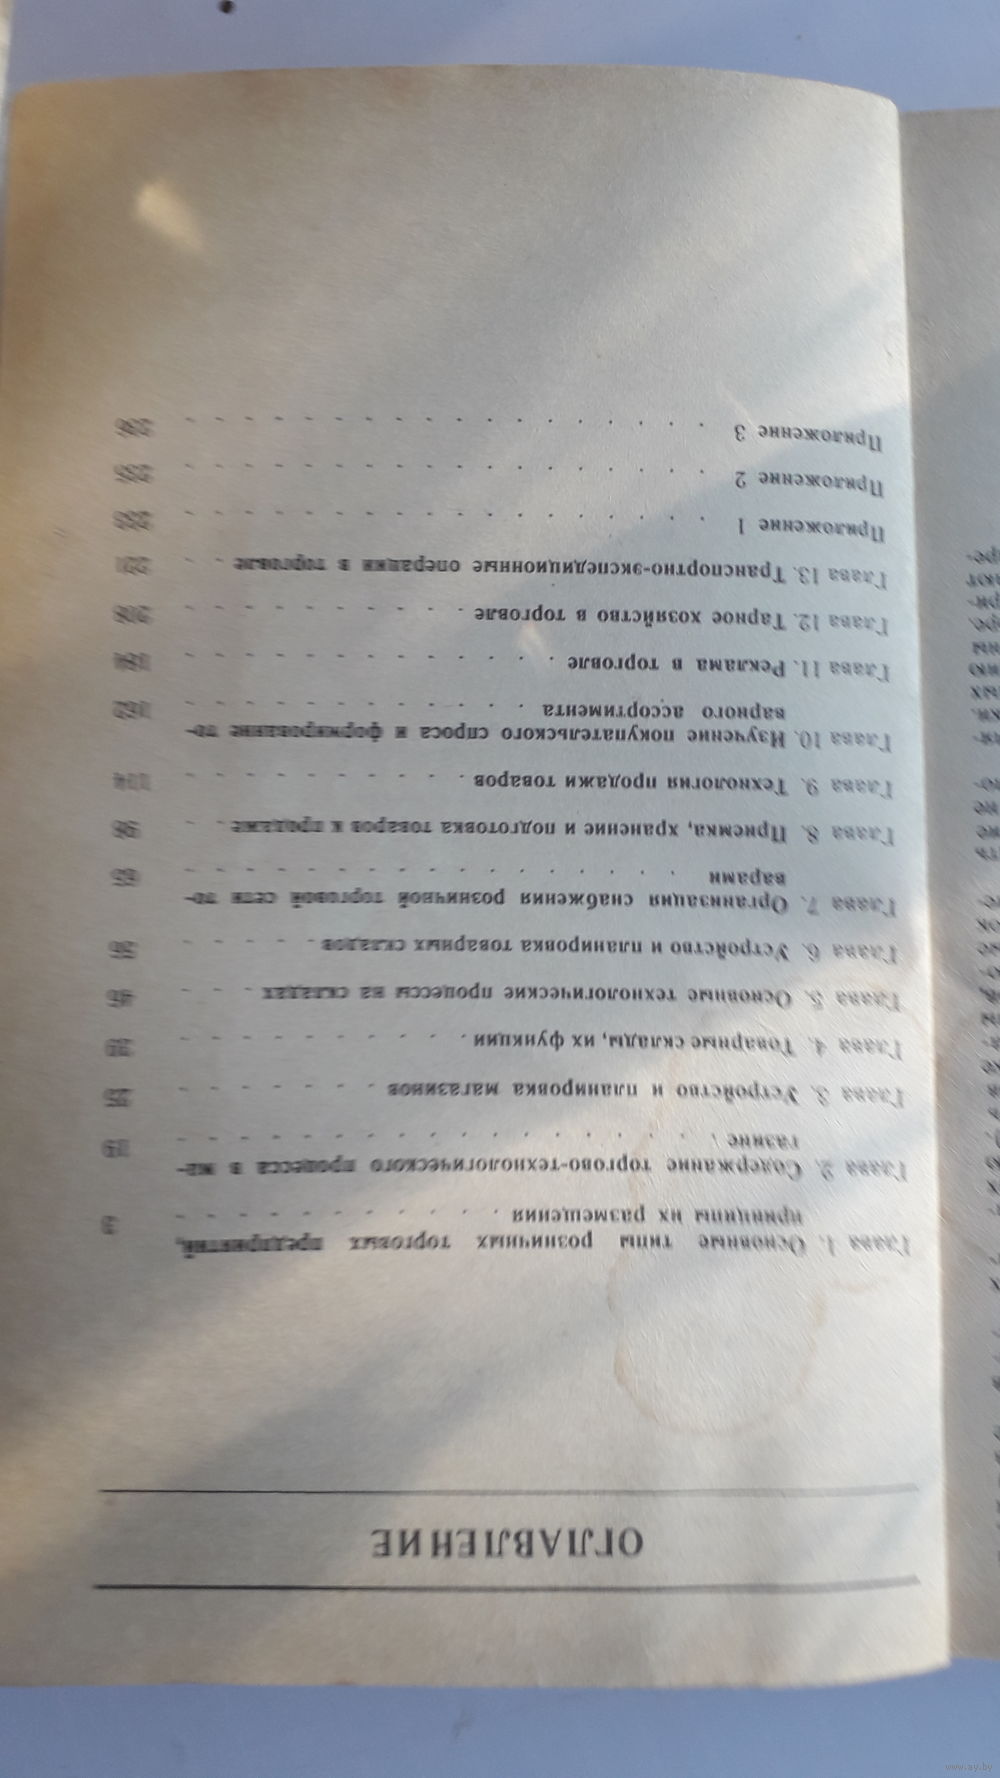 ОГЛАВЛЕНИЕ
Глава 1. Основные типы розничных торговых предприятий,
принципы их размещения . . . . . . . . . . . 3
Глава 2. Содержание торгово-технологического процесса в ма-
газине . . . . . . . . . . . . . . . . . 19
Глава 3. Устройство и планировка магазинов . . . . . . . 25
Глава 4. Товарные склады, их функции . . . . . . . . . . 39
Глава 5. Основные технологические процессы на складах . . . 46
Глава 6. Устройство и планировка товарных складов . . . . . 56
Глава 7. Организация снабжения розничной торговой сети то-
варами . . . . . . . . . . . . . . . . . 65
Глава 8. Приемка, хранение и подготовка товаров к продаже . . 98
Глава 9. Технология продажи товаров . . . . . . . . . . 114
Глава 10. Изучение покупательского спроса и формирование то-
варного ассортимента . . . . . . . . . . . . 162
Глава 11. Реклама в торговле . . . . . . . . . . . . . 184
Глава 12. Тарное хозяйство в торговле . . . . . . . . . . 208
Глава 13. Транспортно-экспедиционные операции в торговле . . 221
Приложение 1 . . . . . . . . . . . . . . . . . .
Приложение 2 . . . . . . . . . . . . . . . . . .
Приложение 3 . . . . . . . . . . . . . . . . . .
www.ay.by